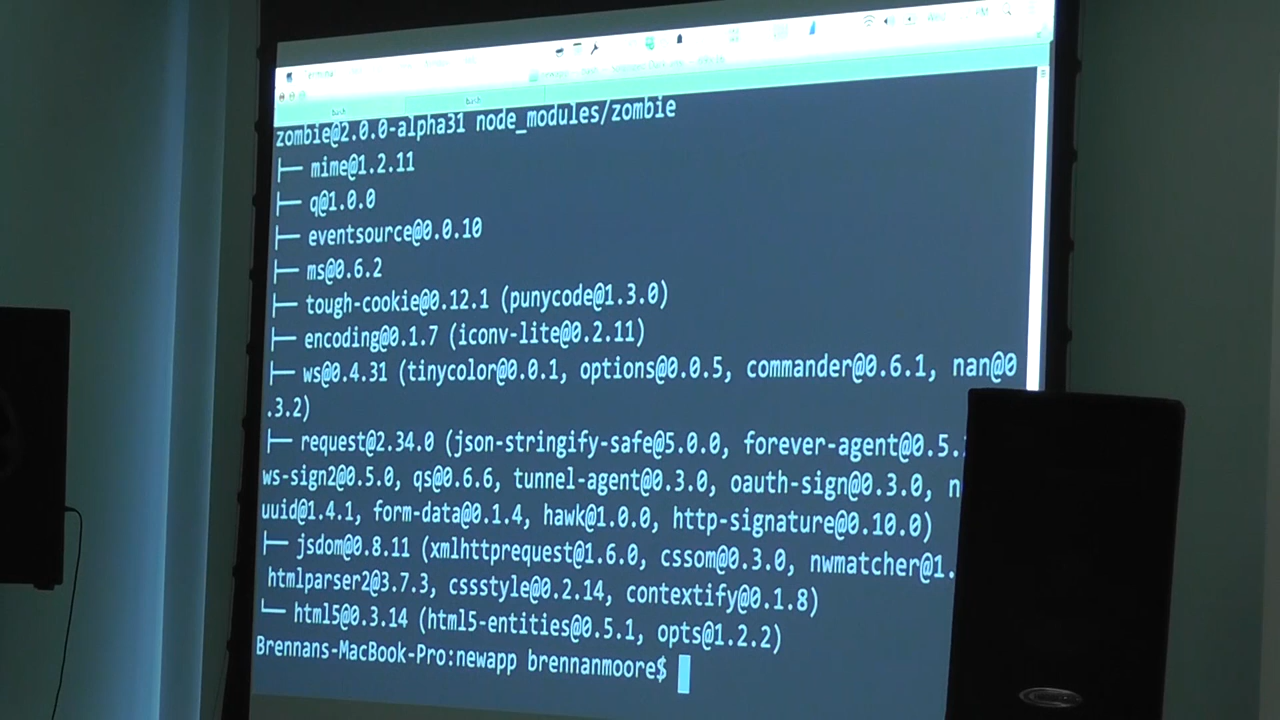 bash bash
zombie@2.0.0-alpha31 node_modules/zombie
├── mime@1.2.11
├── q@1.0.0
├── eventsource@0.0.10
├── ms@0.6.2
├── tough-cookie@0.12.1 (punycode@1.3.0)
├── encoding@0.1.7 (iconv-lite@0.2.11)
├── ws@0.4.31 (tinycolor@0.0.1, options@0.0.5, commander@0.6.1, nan@0
.3.2)
├── request@2.34.0 (json-stringify-safe@5.0.0, forever-agent@0.5.
ws-sign2@0.5.0, qs@0.6.6, tunnel-agent@0.3.0, oauth-sign@0.3.0, n
uuid@1.4.1, form-data@0.1.4, hawk@1.0.0, http-signature@0.10.0)
├── jsdom@0.8.11 (xmlhttprequest@1.6.0, cssom@0.3.0, nwmatcher@1.
htmlparser2@3.7.3, cssstyle@0.2.14, contextify@0.1.8)
└── html5@0.3.14 (html5-entities@0.5.1, opts@1.2.2)
Brennans-MacBook-Pro:newapp brennanmoore$